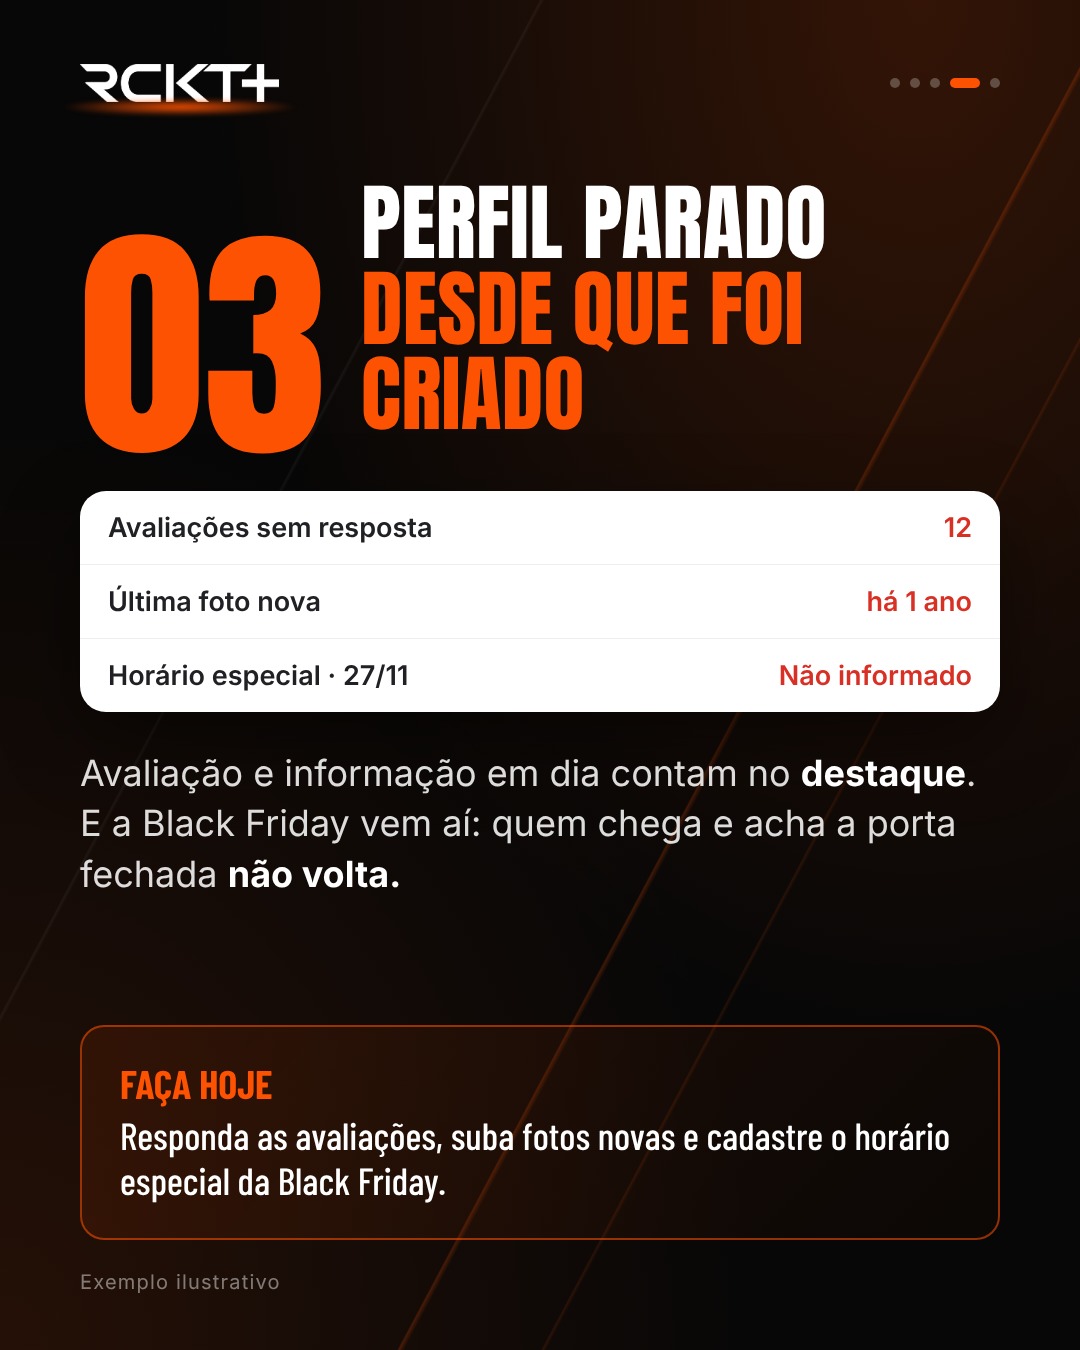 RCKT+
03
PERFIL PARADO
DESDE QUE FOI
CRIADO
Avaliações sem resposta 12
Última foto nova há 1 ano
Horário especial · 27/11 Não informado
Avaliação e informação em dia contam no destaque.
E a Black Friday vem aí: quem chega e acha a porta
fechada não volta.
FAÇA HOJE
Responda as avaliações, suba fotos novas e cadastre o horário
especial da Black Friday.
Exemplo ilustrativo